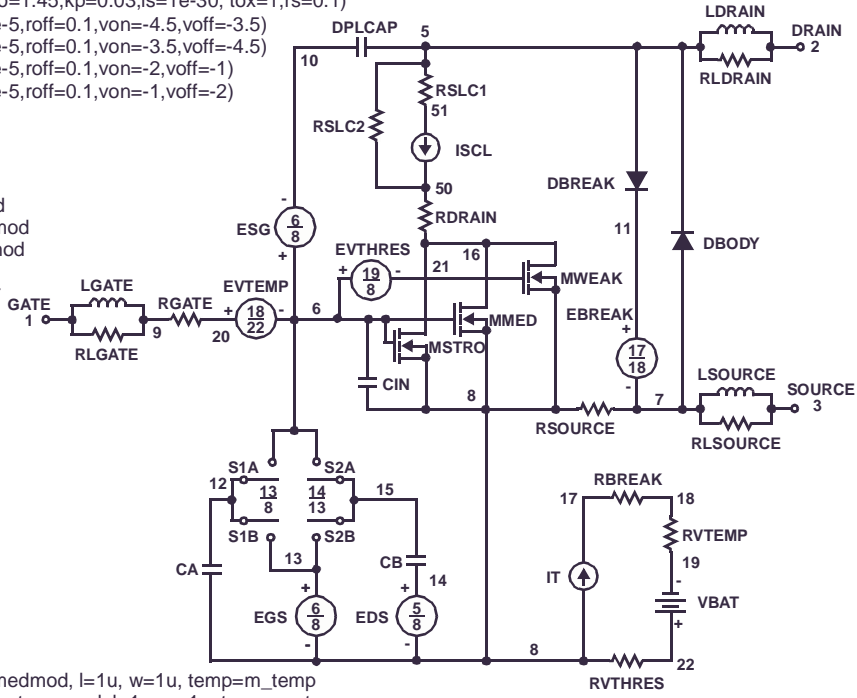 =1.45,kp=0.03,is=1e-30, tox=1,rs=0.1)
e-5,roff=0.1,von=-4.5,voff=-3.5)
e-5,roff=0.1,von=-3.5,voff=-4.5)
e-5,roff=0.1,von=-2,voff=-1)
e-5,roff=0.1,von=-1,voff=-2)
DPLCAP
5
10
LDRAIN
DRAIN
2
RLDRAIN
RSLC1
51
RSLC2
ISCL
50
DBREAK
RDRAIN
11
DBODY
d
mod
mod
-
ESG
6
8
+
EVTHRES
+
19
8
-
16
21
MWEAK
LGATE
GATE
1
RLGATE
9
RGATE
20
EVTEMP
+
18
22
-
6
MMED
MSTRO
EBREAK
+
17
18
-
CIN
8
RSOURCE
7
LSOURCE
SOURCE
3
RLSOURCE
S1A
S2A
12
13
8
14
13
15
S1B
S2B
13
CA
CB
14
+
EGS
6
8
-
+
EDS
5
8
-
RBREAK
17
18
RVTEMP
19
IT
-
VBAT
+
8
22
RVTHRES
medmod, l=1u, w=1u, temp=m_temp